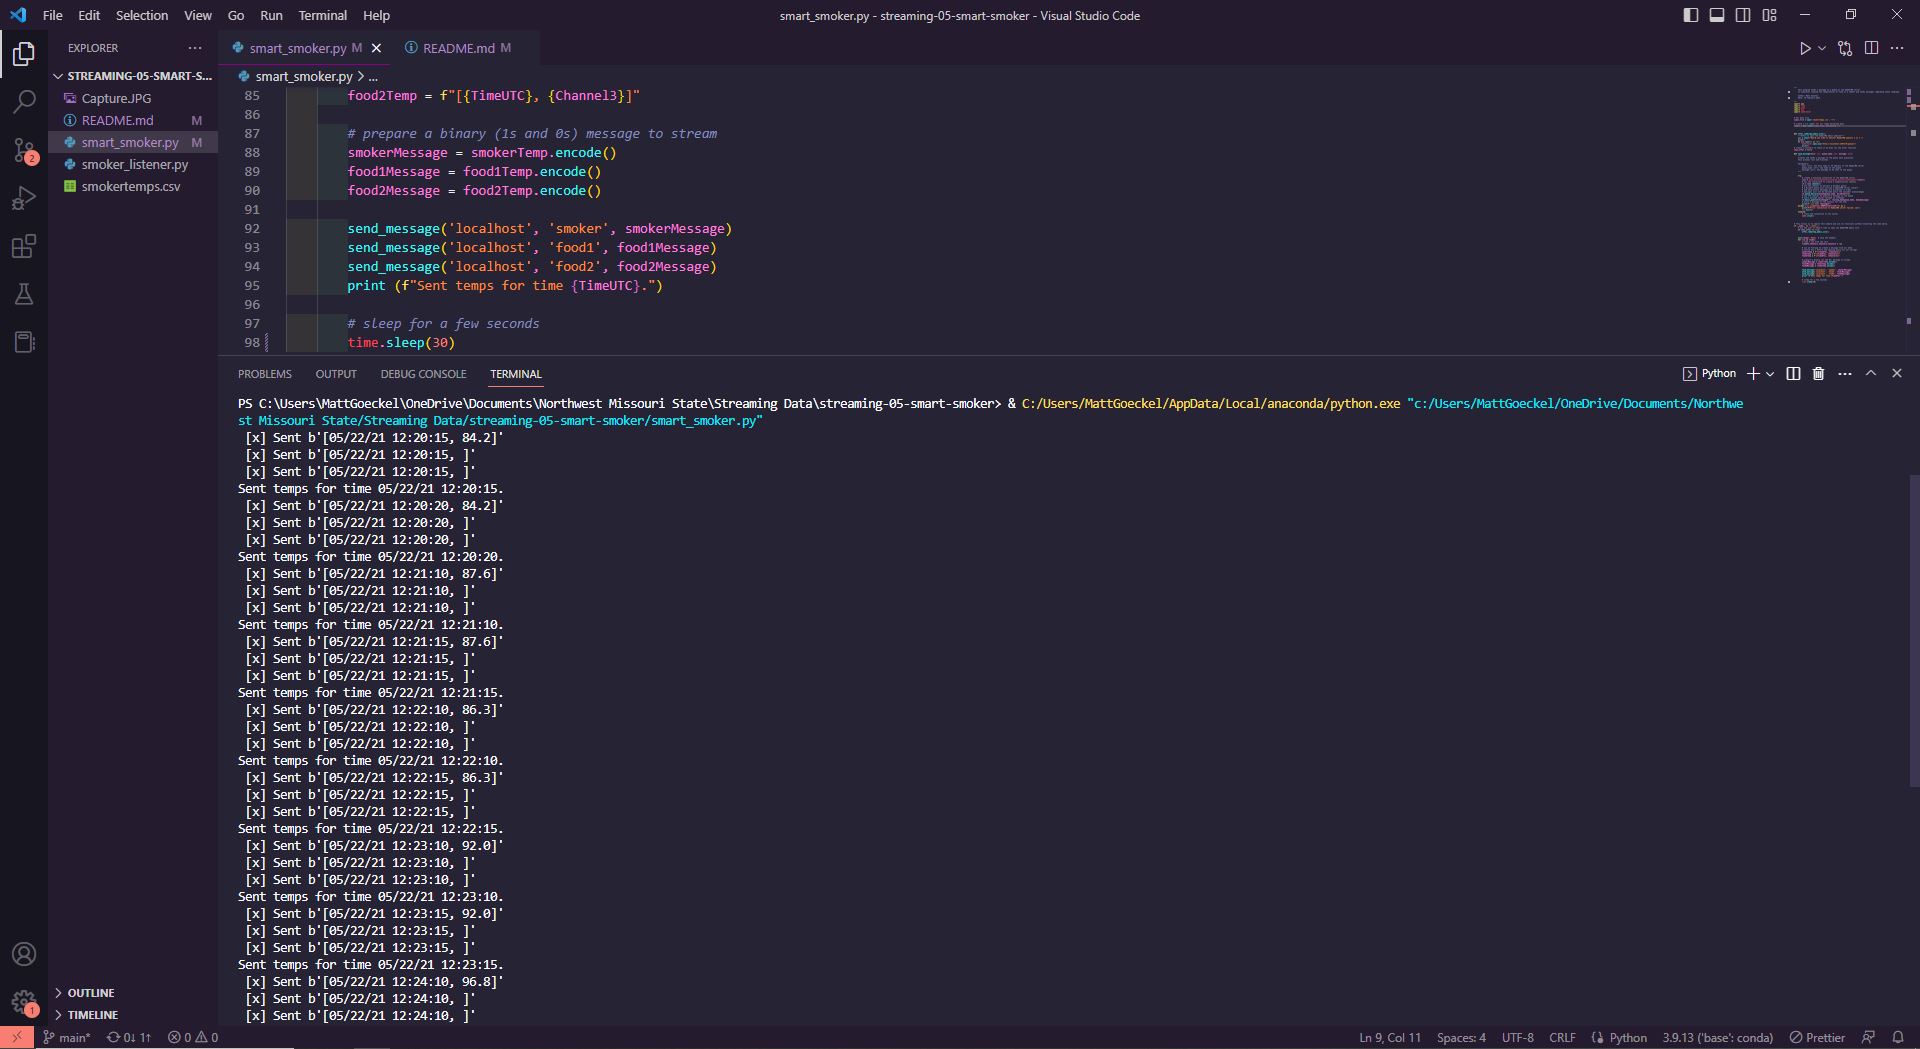 File Edit Selection View Go Run Terminal Help
smart_smoker.py - streaming-05-smart-smoker - Visual Studio Code
EXPLORER ...
STREAMING-05-SMART-S...
Capture.JPG
README.md M
smart_smoker.py M
smoker_listener.py
smokertemps.csv
OUTLINE
TIMELINE
2
1
smart_smoker.py M
README.md M
smart_smoker.py > ...
85 food2Temp = f"[{TimeUTC}, {Channel3}]"
86
87 # prepare a binary (1s and 0s) message to stream
88 smokerMessage = smokerTemp.encode()
89 food1Message = food1Temp.encode()
90 food2Message = food2Temp.encode()
91
92 send_message('localhost', 'smoker', smokerMessage)
93 send_message('localhost', 'food1', food1Message)
94 send_message('localhost', 'food2', food2Message)
95 print (f"Sent temps for time {TimeUTC}.")
96
97 # sleep for a few seconds
98 time.sleep(30)
PROBLEMS OUTPUT DEBUG CONSOLE TERMINAL
Python
PS C:\Users\MattGoeckel\OneDrive\Documents\Northwest Missouri State\Streaming Data\streaming-05-smart-smoker> & C:/Users/MattGoeckel/AppData/Local/anaconda/python.exe "c:/Users/MattGoeckel/OneDrive/Documents/Northwe
st Missouri State/Streaming Data/streaming-05-smart-smoker/smart_smoker.py"
[x] Sent b'[05/22/21 12:20:15, 84.2]'
[x] Sent b'[05/22/21 12:20:15, ]'
[x] Sent b'[05/22/21 12:20:15, ]'
Sent temps for time 05/22/21 12:20:15.
[x] Sent b'[05/22/21 12:20:20, 84.2]'
[x] Sent b'[05/22/21 12:20:20, ]'
[x] Sent b'[05/22/21 12:20:20, ]'
Sent temps for time 05/22/21 12:20:20.
[x] Sent b'[05/22/21 12:21:10, 87.6]'
[x] Sent b'[05/22/21 12:21:10, ]'
[x] Sent b'[05/22/21 12:21:10, ]'
Sent temps for time 05/22/21 12:21:10.
[x] Sent b'[05/22/21 12:21:15, 87.6]'
[x] Sent b'[05/22/21 12:21:15, ]'
[x] Sent b'[05/22/21 12:21:15, ]'
Sent temps for time 05/22/21 12:21:15.
[x] Sent b'[05/22/21 12:22:10, 86.3]'
[x] Sent b'[05/22/21 12:22:10, ]'
[x] Sent b'[05/22/21 12:22:10, ]'
Sent temps for time 05/22/21 12:22:10.
[x] Sent b'[05/22/21 12:22:15, 86.3]'
[x] Sent b'[05/22/21 12:22:15, ]'
[x] Sent b'[05/22/21 12:22:15, ]'
Sent temps for time 05/22/21 12:22:15.
[x] Sent b'[05/22/21 12:23:10, 92.0]'
[x] Sent b'[05/22/21 12:23:10, ]'
[x] Sent b'[05/22/21 12:23:10, ]'
Sent temps for time 05/22/21 12:23:10.
[x] Sent b'[05/22/21 12:23:15, 92.0]'
[x] Sent b'[05/22/21 12:23:15, ]'
[x] Sent b'[05/22/21 12:23:15, ]'
Sent temps for time 05/22/21 12:23:15.
[x] Sent b'[05/22/21 12:24:10, 96.8]'
[x] Sent b'[05/22/21 12:24:10, ]'
[x] Sent b'[05/22/21 12:24:10, ]'
main* 0↓ 1↑ 0 0 Ln 9, Col 11 Spaces: 4 UTF-8 CRLF Python 3.9.13 ('base': conda) Prettier